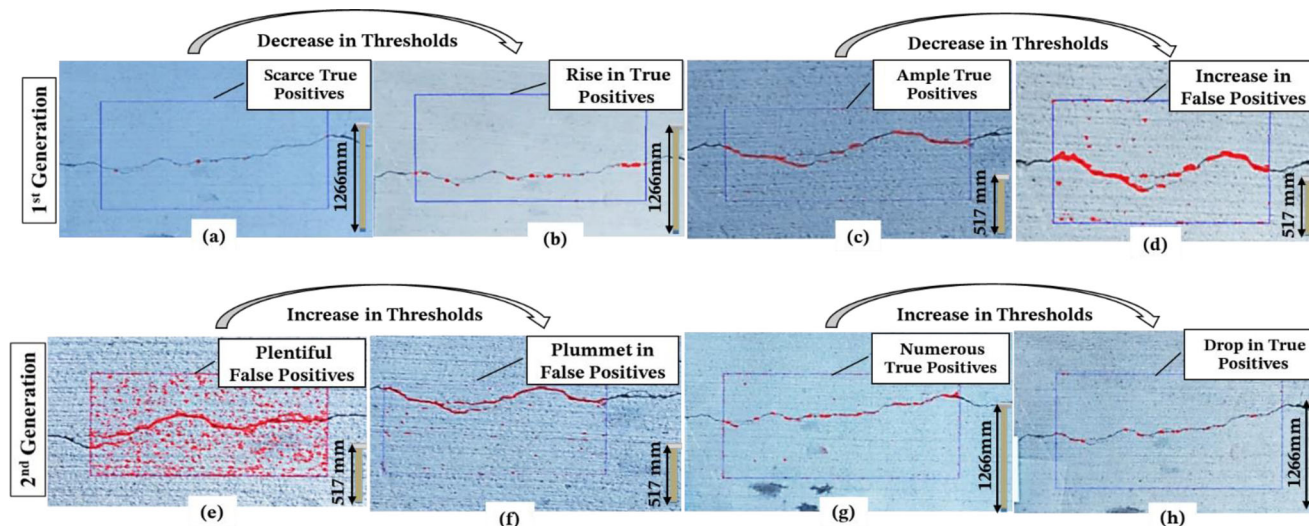 Decrease in Thresholds
Decrease in Thresholds
1st Generation
Scarce True
Positives
1266mm
(a)
Rise in True
Positives
1266mm
(b)
Ample True
Positives
517 mm
(c)
Increase in
False Positives
517 mm
(d)
Increase in Thresholds
Increase in Thresholds
2nd Generation
Plentiful
False Positives
517 mm
(e)
Plummet in
False Positives
517 mm
(f)
Numerous
True Positives
1266mm
(g)
Drop in True
Positives
1266mm
(h)